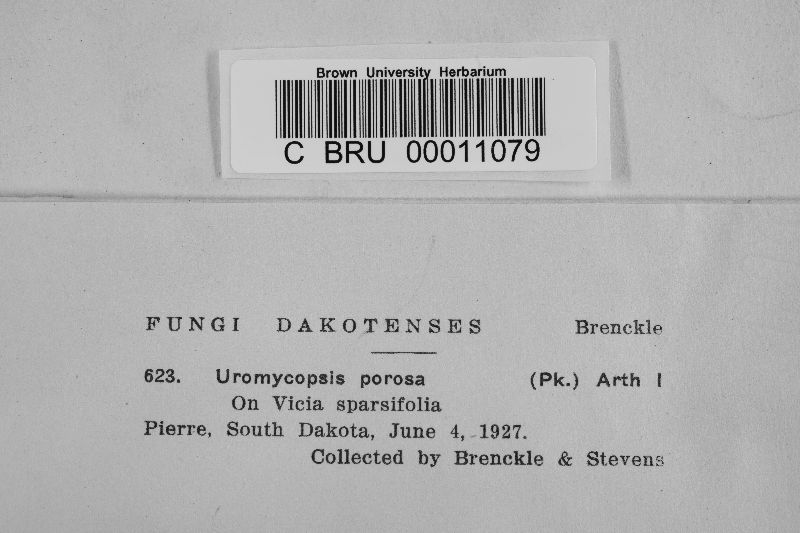 Brown University Herbarium
C BRU 00011079
FUNGI DAKOTENSES Brenckle
623. Uromycopsis porosa (Pk.) Arth I
On Vicia sparsifolia
Pierre, South Dakota, June 4, 1927.
Collected by Brenckle & Stevens